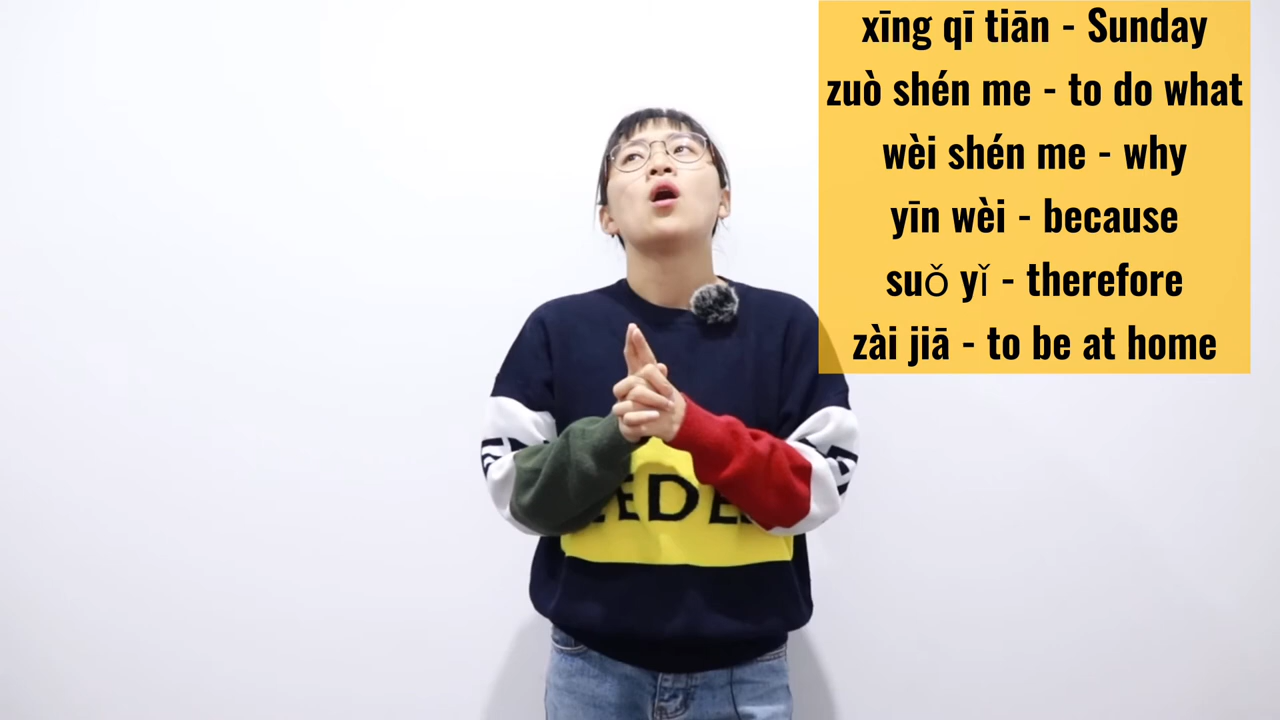 xīng qī tiān - Sunday
zuò shén me - to do what
wèi shén me - why
yīn wèi - because
suǒ yǐ - therefore
zài jiā - to be at home